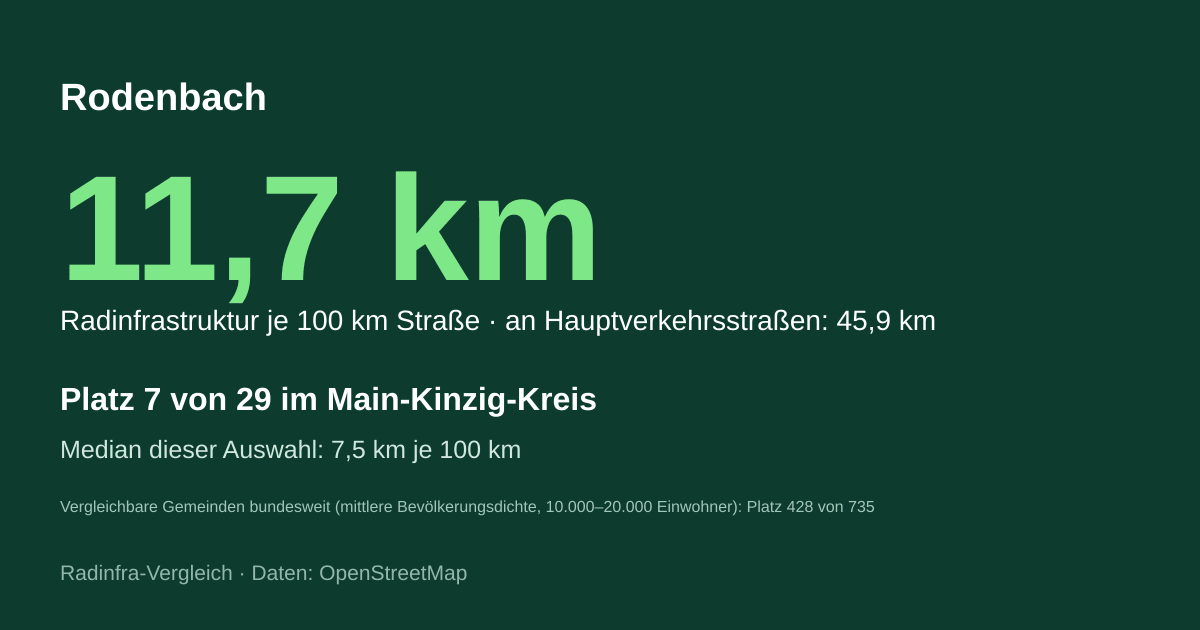 Rodenbach
11,7 km
Radinfrastruktur je 100 km Straße · an Hauptverkehrsstraßen: 45,9 km
Platz 7 von 29 im Main-Kinzig-Kreis
Median dieser Auswahl: 7,5 km je 100 km
Vergleichbare Gemeinden bundesweit (mittlere Bevölkerungsdichte, 10.000–20.000 Einwohner): Platz 428 von 735
Radinfra-Vergleich · Daten: OpenStreetMap